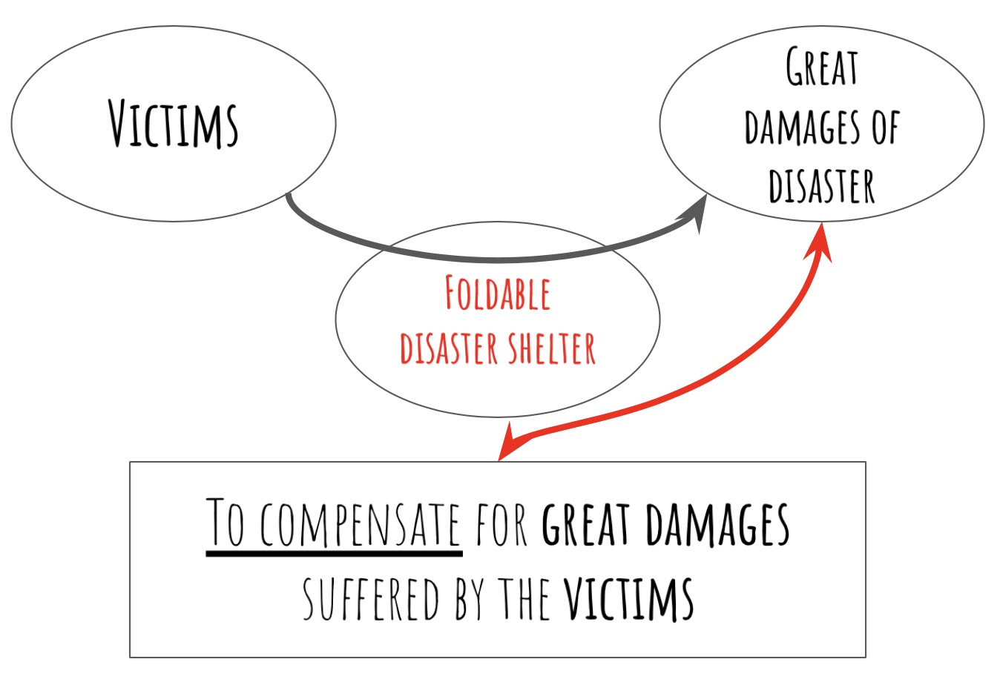 Victims
Great
damages of
disaster
Foldable
disaster shelter
To compensate for great damages
suffered by the victims